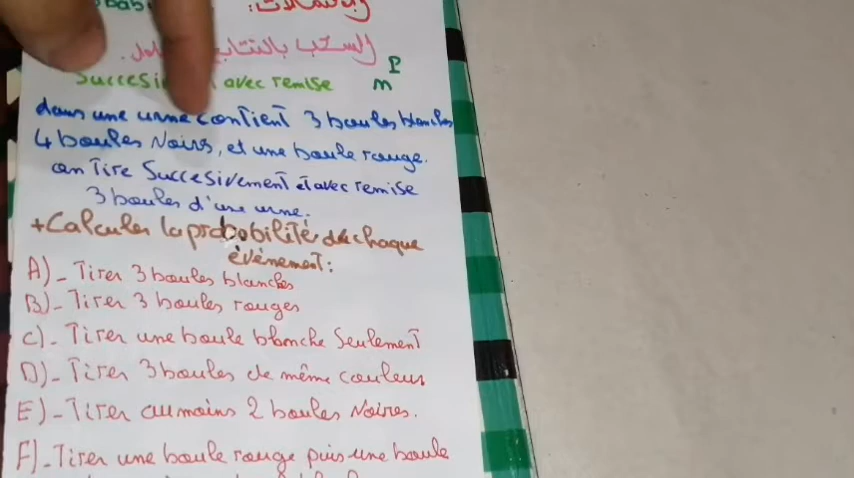 السحب بالتتابع
avec remise
P
m
dans une urne contient 3 boules blanches
4 boules Noirs, et une boule rouge.
on Tire Succesivement et avec remise
3 boules d'une urne.
+ Calculer la probabilité de chaque
événement:
A)- Tirer 3 boules blanches
B)- Tirer 3 boules rouges
C)- Tirer une boule blanche Seulement
D)- Tirer 3 boules de même couleur
E)- Tirer au moins 2 boules Noires.
F)- Tirer une boule rouge puis une boule